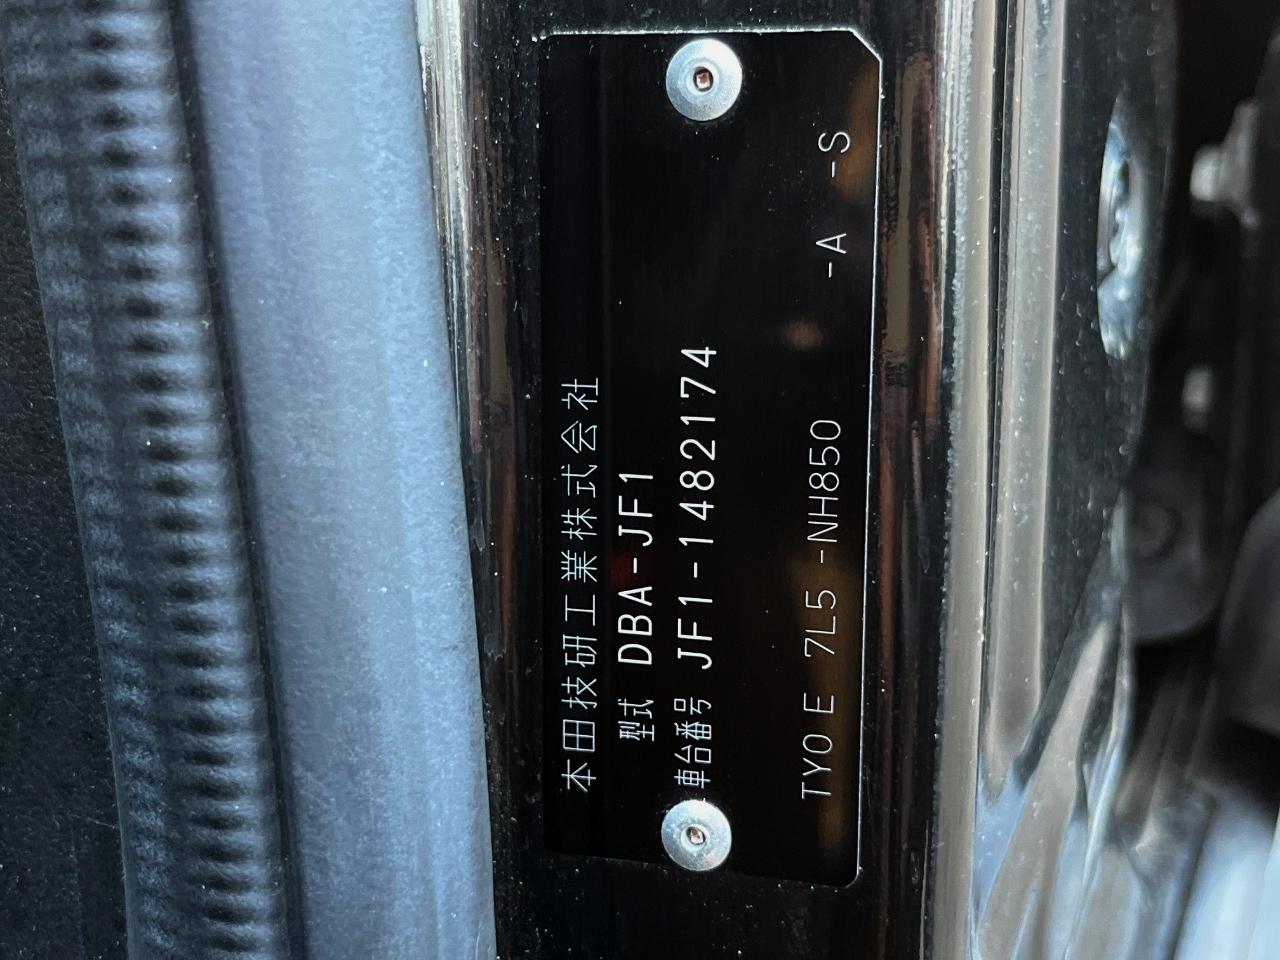 本田技研工業株式会社
型式 DBA-JF1
車台番号 JF1-1482174
TY0 E 7L5 -NH850 -A -S